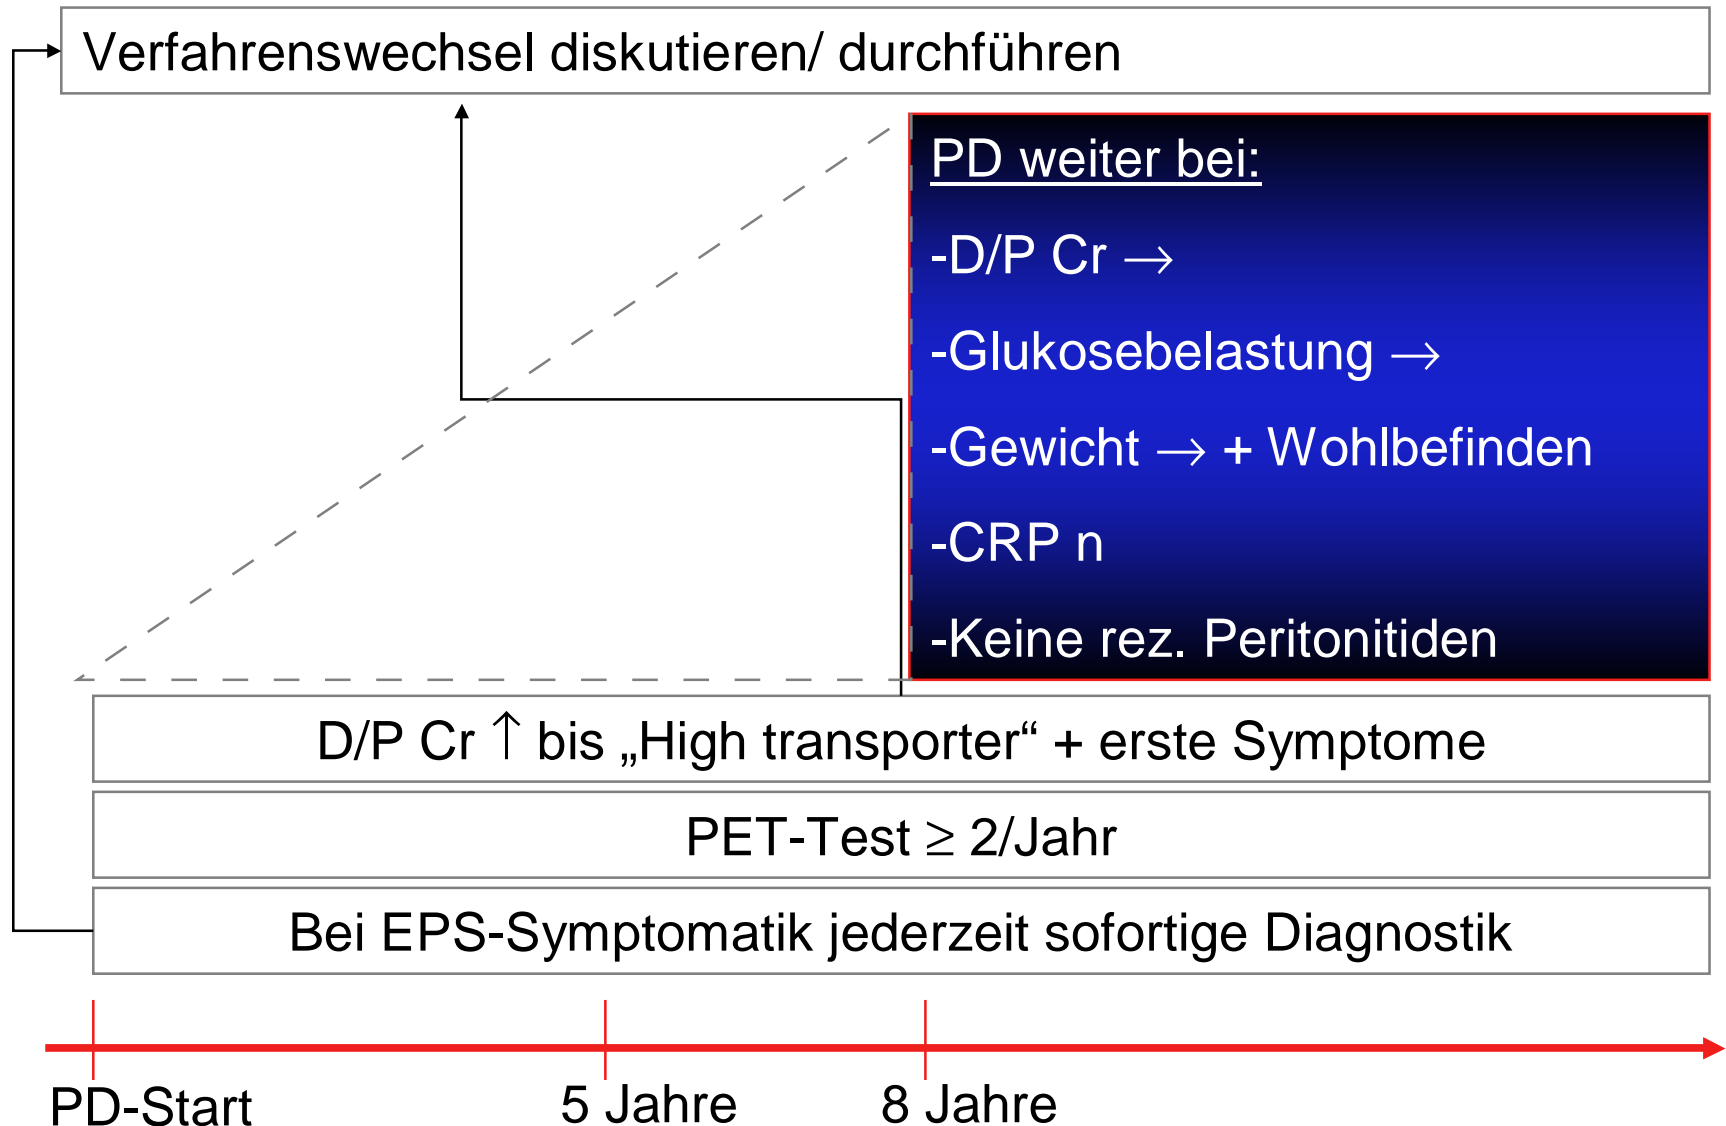 Verfahrenswechsel diskutieren/ durchführen
PD weiter bei:
-D/P Cr →
-Glukosebelastung →
-Gewicht → + Wohlbefinden
-CRP n
-Keine rez. Peritonitiden
D/P Cr ↑ bis „High transporter“ + erste Symptome
PET-Test ≥ 2/Jahr
Bei EPS-Symptomatik jederzeit sofortige Diagnostik
PD-Start 5 Jahre 8 Jahre